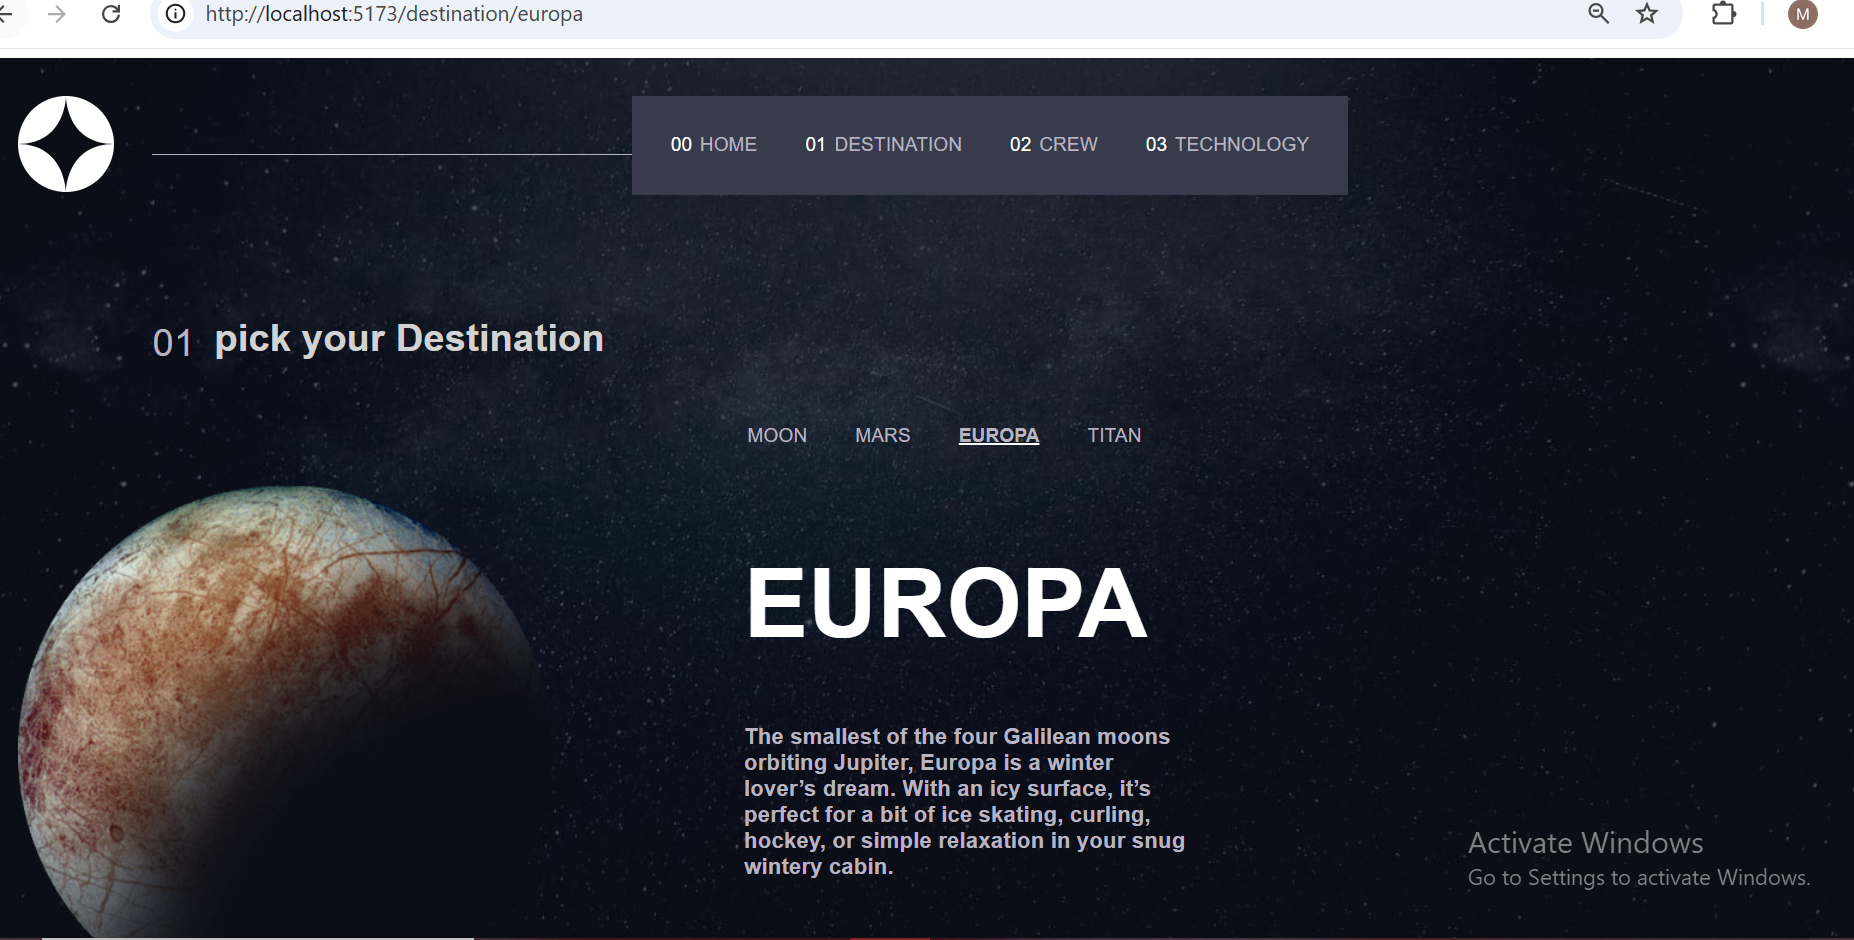 http://localhost:5173/destination/europa
M
00 HOME 01 DESTINATION 02 CREW 03 TECHNOLOGY
01 pick your Destination
MOON MARS EUROPA TITAN
EUROPA
The smallest of the four Galilean moons
orbiting Jupiter, Europa is a winter
lover’s dream. With an icy surface, it’s
perfect for a bit of ice skating, curling,
hockey, or simple relaxation in your snug
wintery cabin.
Activate Windows
Go to Settings to activate Windows.